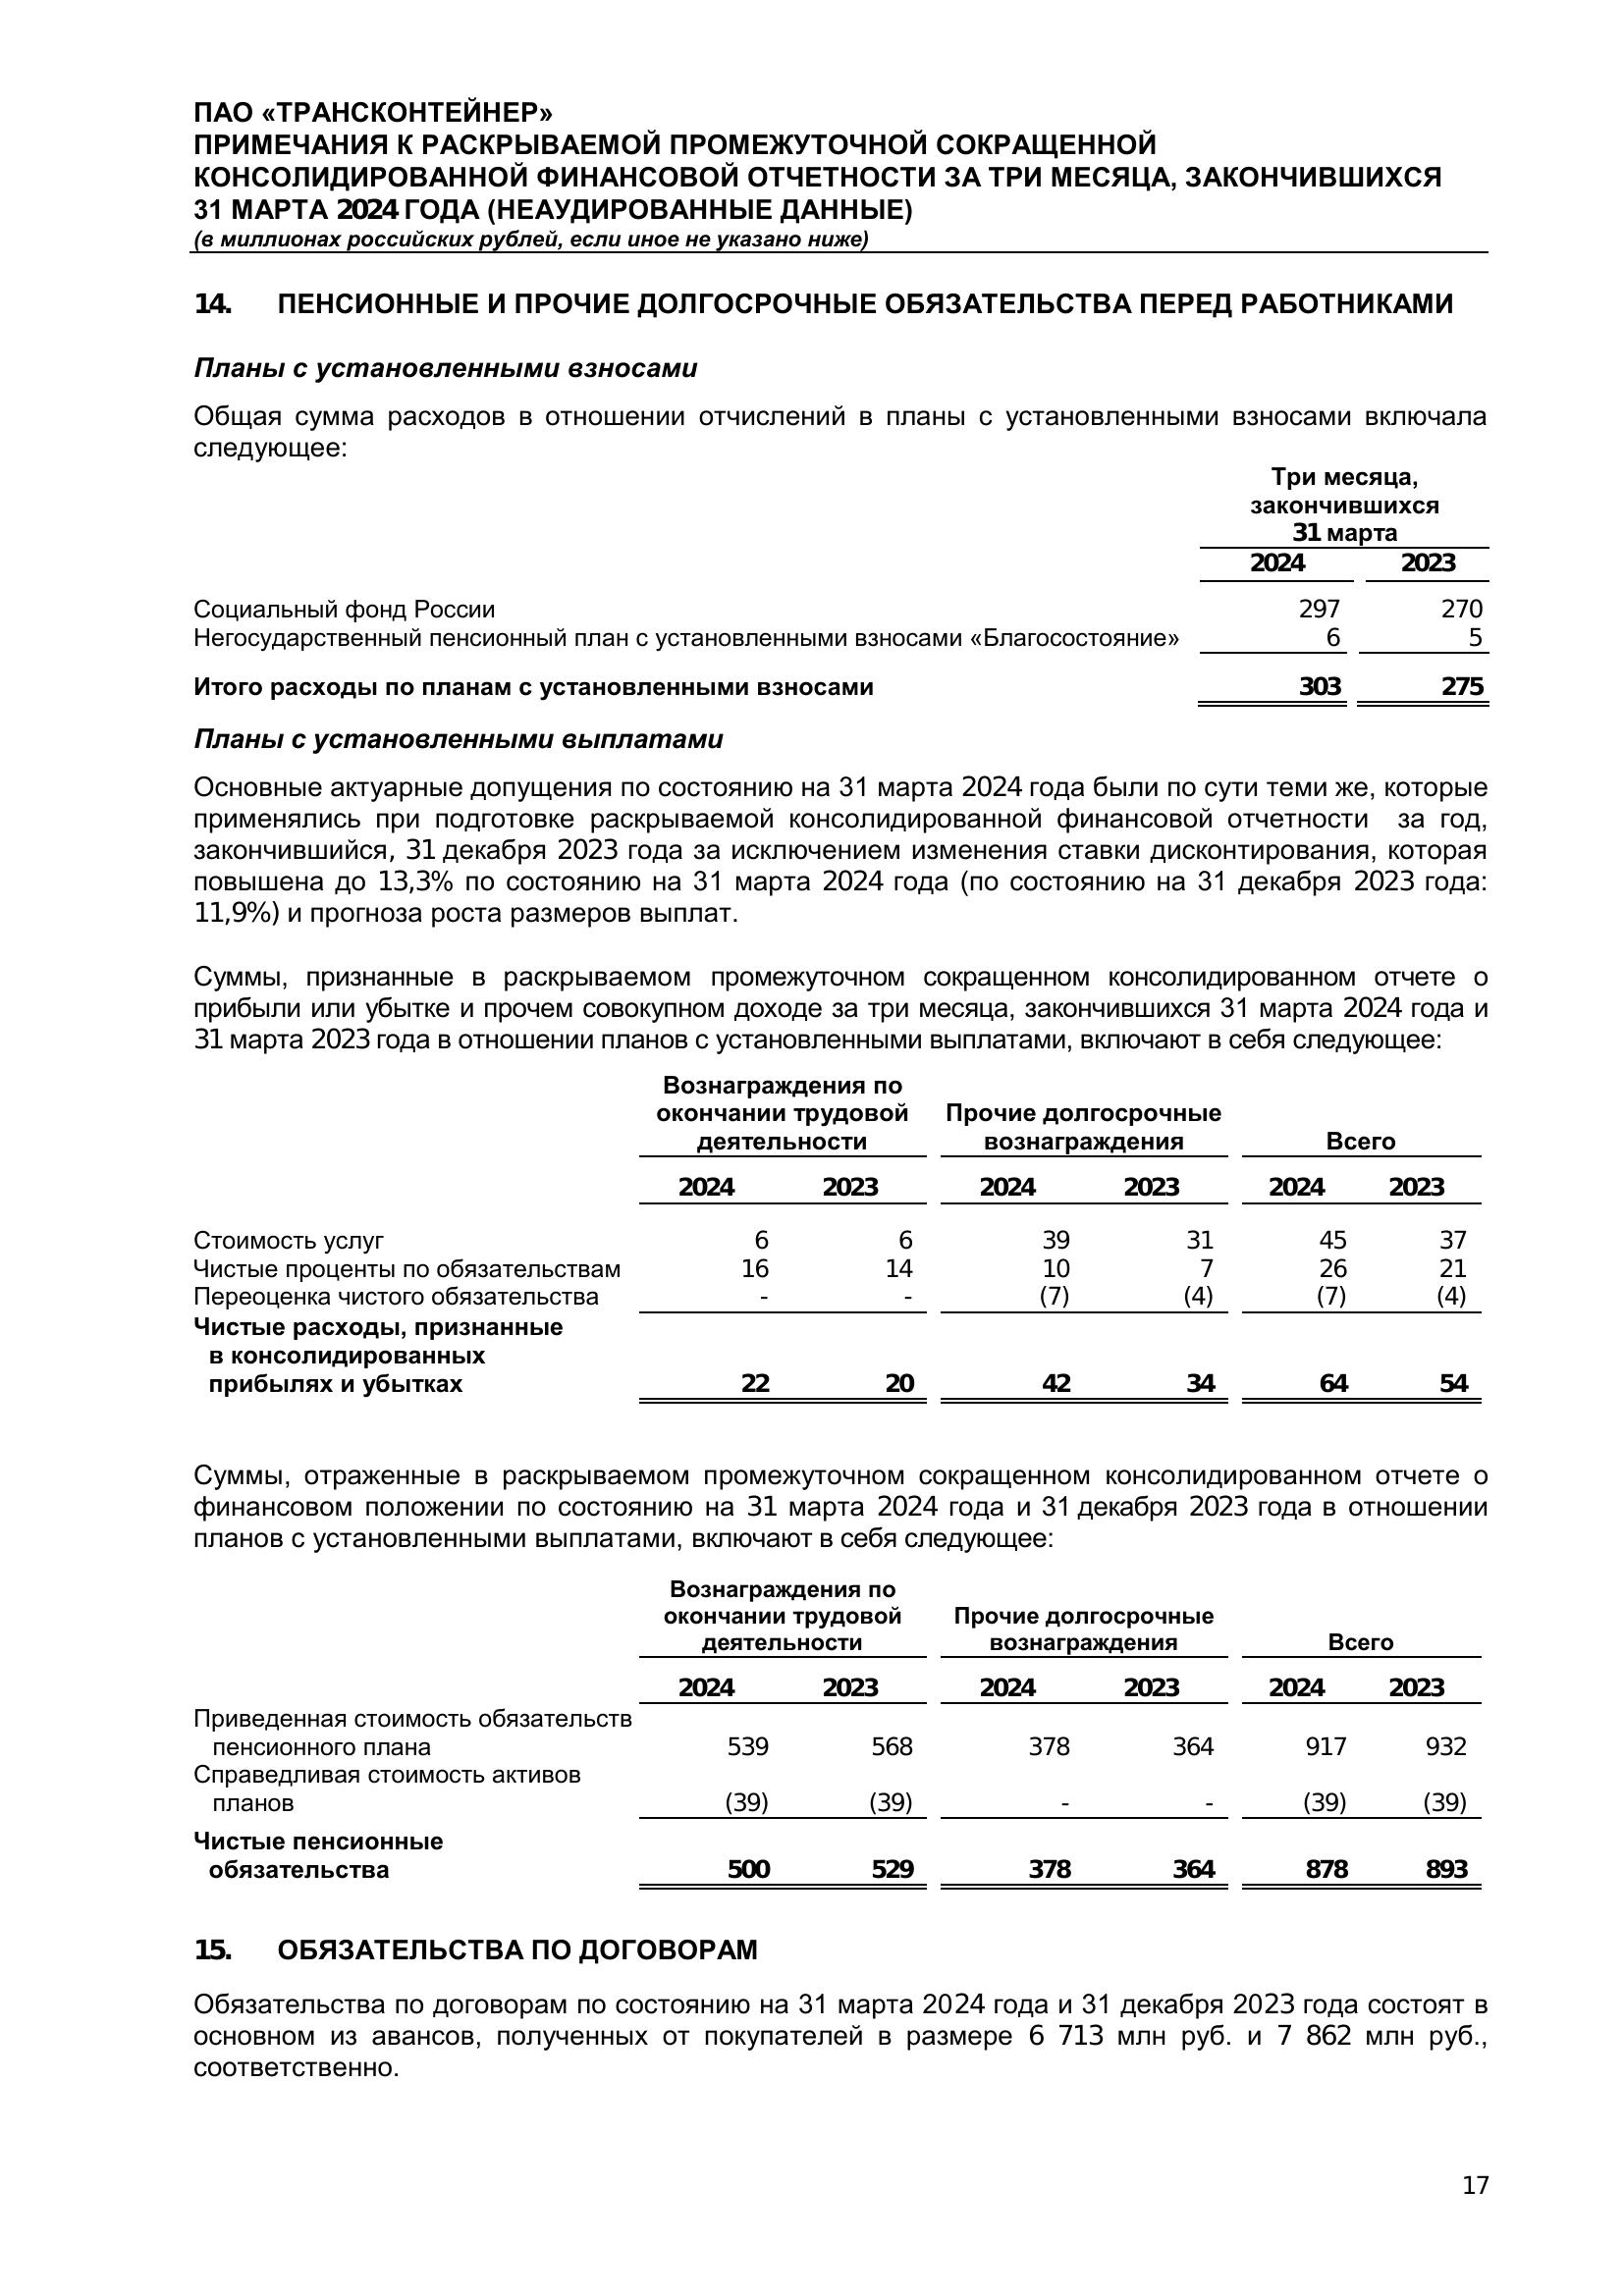 ПАО «ТРАНСКОНТЕЙНЕР»
ПРИМЕЧАНИЯ К РАСКРЫВАЕМОЙ ПРОМЕЖУТОЧНОЙ СОКРАЩЕННОЙ
КОНСОЛИДИРОВАННОЙ ФИНАНСОВОЙ ОТЧЕТНОСТИ ЗА ТРИ МЕСЯЦА, ЗАКОНЧИВШИХСЯ
31 МАРТА 2024 ГОДА (НЕАУДИРОВАННЫЕ ДАННЫЕ)
(в миллионах российских рублей, если иное не указано ниже)
14. ПЕНСИОННЫЕ И ПРОЧИЕ ДОЛГОСРОЧНЫЕ ОБЯЗАТЕЛЬСТВА ПЕРЕД РАБОТНИКАМИ
Планы с установленными взносами
Общая сумма расходов в отношении отчислений в планы с установленными взносами включала
следующее:
Три месяца,
закончившихся
31 марта
2024 2023
Социальный фонд России 297 270
Негосударственный пенсионный план с установленными взносами «Благосостояние» 6 5
Итого расходы по планам с установленными взносами 303 275
Планы с установленными выплатами
Основные актуарные допущения по состоянию на 31 марта 2024 года были по сути теми же, которые
применялись при подготовке раскрываемой консолидированной финансовой отчетности за год,
закончившийся, 31 декабря 2023 года за исключением изменения ставки дисконтирования, которая
повышена до 13,3% по состоянию на 31 марта 2024 года (по состоянию на 31 декабря 2023 года:
11,9%) и прогноза роста размеров выплат.
Суммы, признанные в раскрываемом промежуточном сокращенном консолидированном отчете о
прибыли или убытке и прочем совокупном доходе за три месяца, закончившихся 31 марта 2024 года и
31 марта 2023 года в отношении планов с установленными выплатами, включают в себя следующее:
Вознаграждения по
окончании трудовой Прочие долгосрочные
деятельности вознаграждения Всего
2024 2023 2024 2023 2024 2023
Стоимость услуг 6 6 39 31 45 37
Чистые проценты по обязательствам 16 14 10 7 26 21
Переоценка чистого обязательства - - (7) (4) (7) (4)
Чистые расходы, признанные
в консолидированных
прибылях и убытках 22 20 42 34 64 54
Суммы, отраженные в раскрываемом промежуточном сокращенном консолидированном отчете о
финансовом положении по состоянию на 31 марта 2024 года и 31 декабря 2023 года в отношении
планов с установленными выплатами, включают в себя следующее:
Вознаграждения по
окончании трудовой Прочие долгосрочные
деятельности вознаграждения Всего
2024 2023 2024 2023 2024 2023
Приведенная стоимость обязательств
пенсионного плана 539 568 378 364 917 932
Справедливая стоимость активов
планов (39) (39) - - (39) (39)
Чистые пенсионные
обязательства 500 529 378 364 878 893
15. ОБЯЗАТЕЛЬСТВА ПО ДОГОВОРАМ
Обязательства по договорам по состоянию на 31 марта 2024 года и 31 декабря 2023 года состоят в
основном из авансов, полученных от покупателей в размере 6 713 млн руб. и 7 862 млн руб.,
соответственно.
17